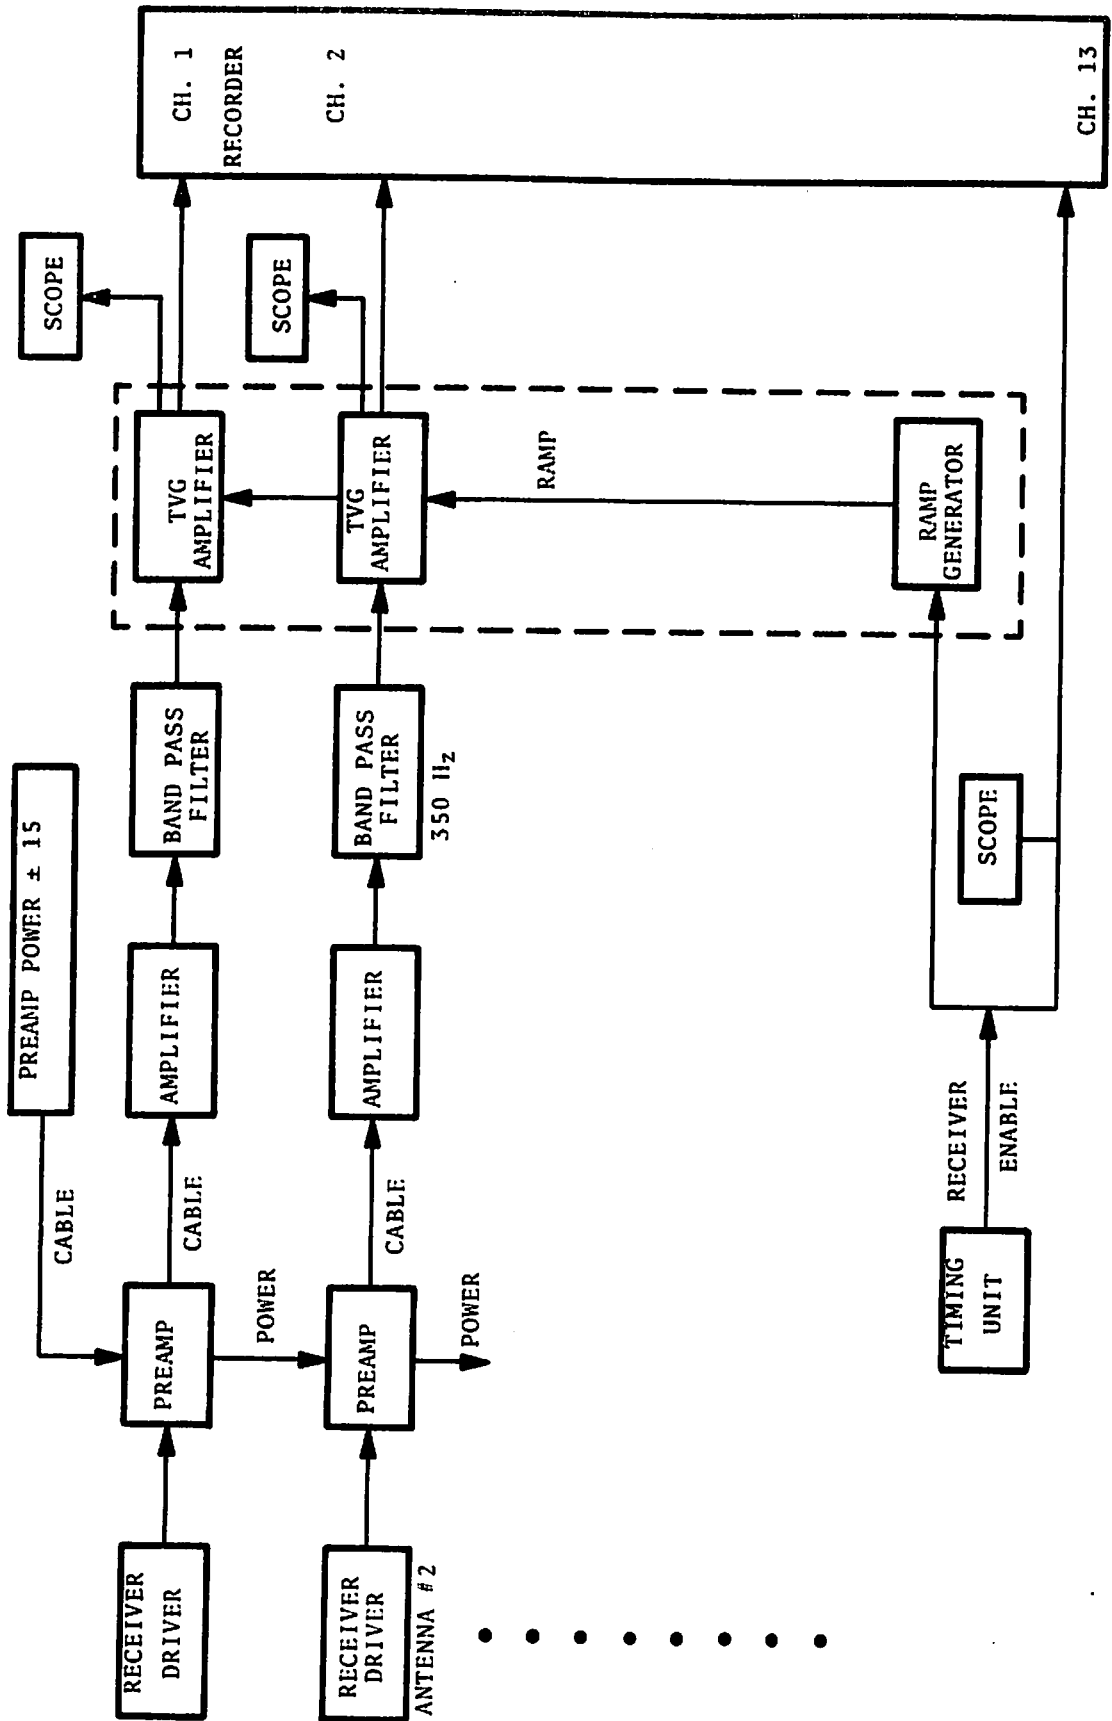 PREAMP POWER ± 15
CABLE
SCOPE
RECEIVER
DRIVER
PREAMP
CABLE
AMPLIFIER
BAND PASS
FILTER
TVG
AMPLIFIER
CH. 1
RECORDER
POWER
SCOPE
RECEIVER
DRIVER
ANTENNA #2
PREAMP
CABLE
AMPLIFIER
BAND PASS
FILTER
350 Hz
TVG
AMPLIFIER
CH. 2
POWER
RAMP
RAMP
GENERATOR
TIMING
UNIT
RECEIVER
ENABLE
SCOPE
CH. 13